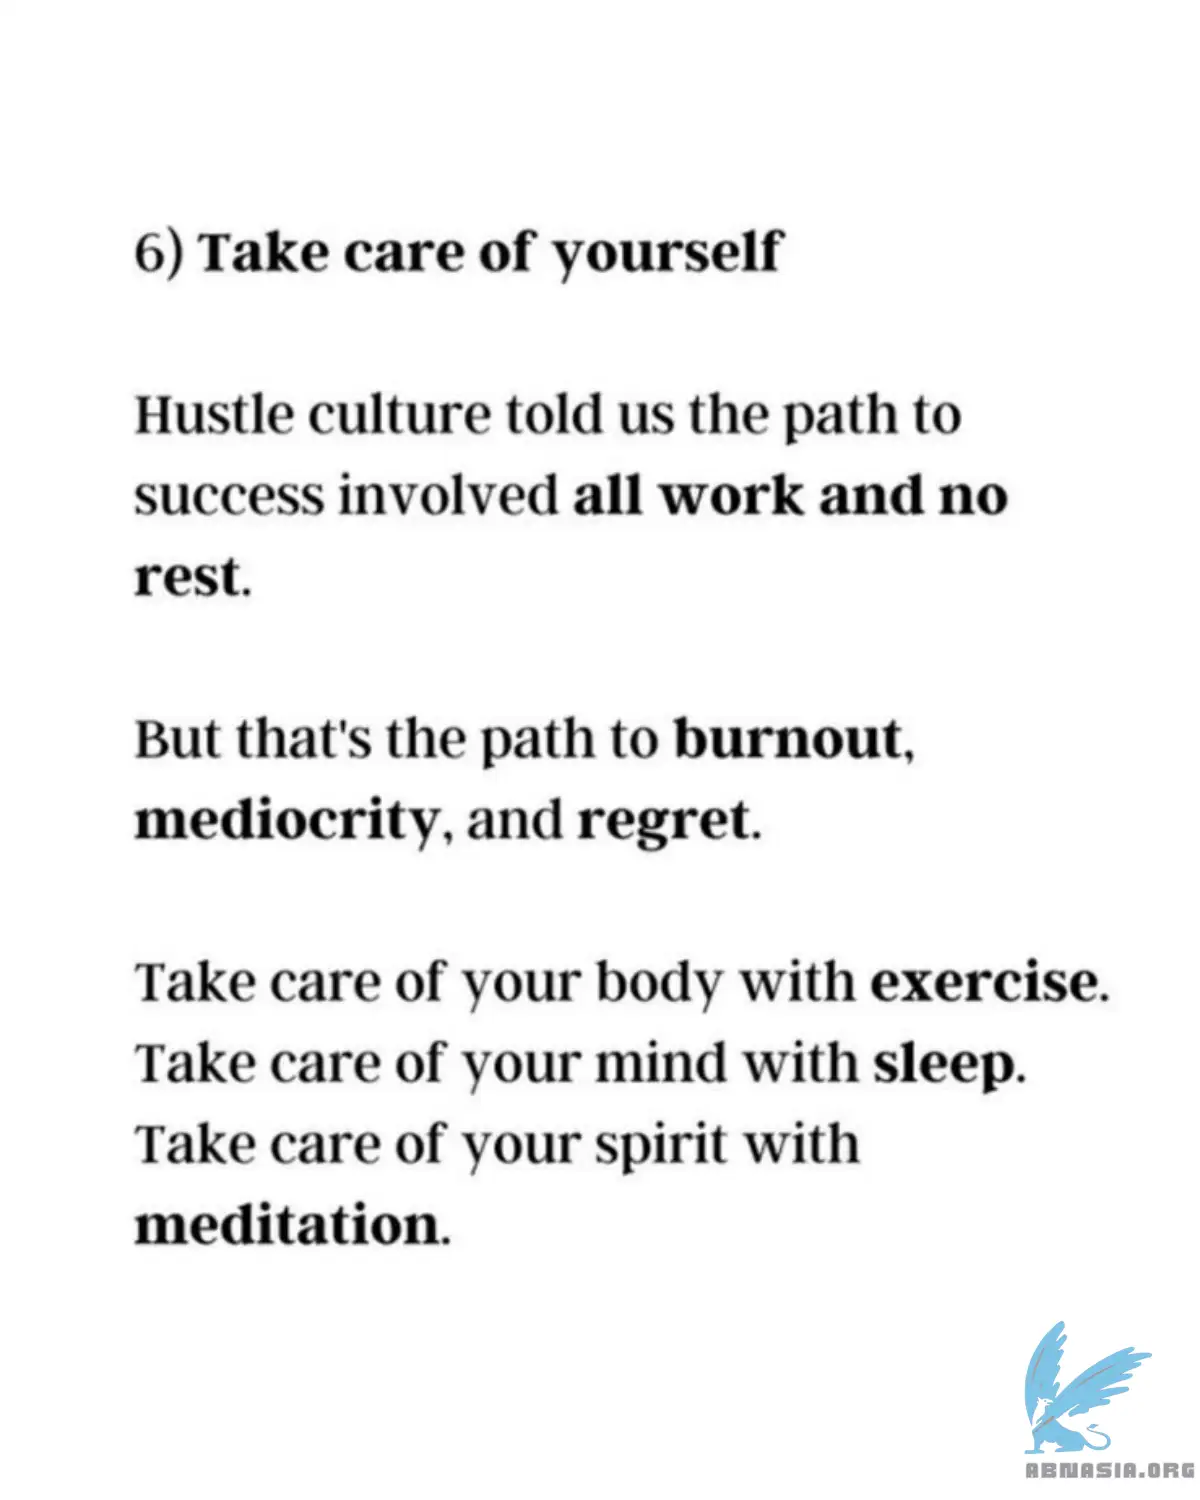 6) Take care of yourself
Hustle culture told us the path to
success involved all work and no
rest.
But that's the path to burnout,
mediocrity, and regret.
Take care of your body with exercise.
Take care of your mind with sleep.
Take care of your spirit with
meditation.
ABNASIA.ORG